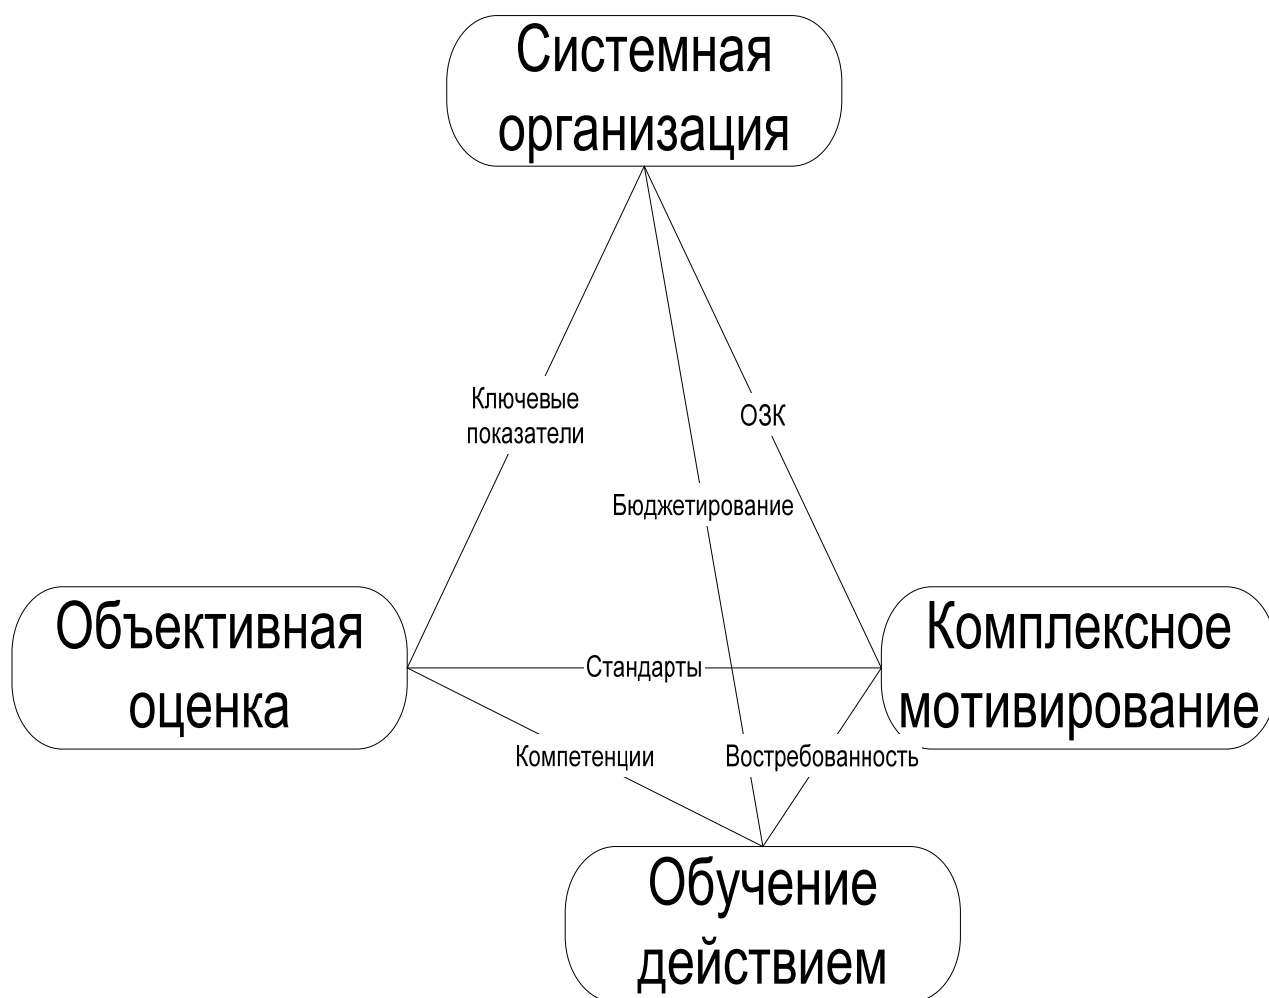 Системная
организация
Ключевые
показатели
ОЗК
Бюджетирование
Объективная
оценка
Стандарты
Комплексное
мотивирование
Компетенции
Востребованность
Обучение
действием